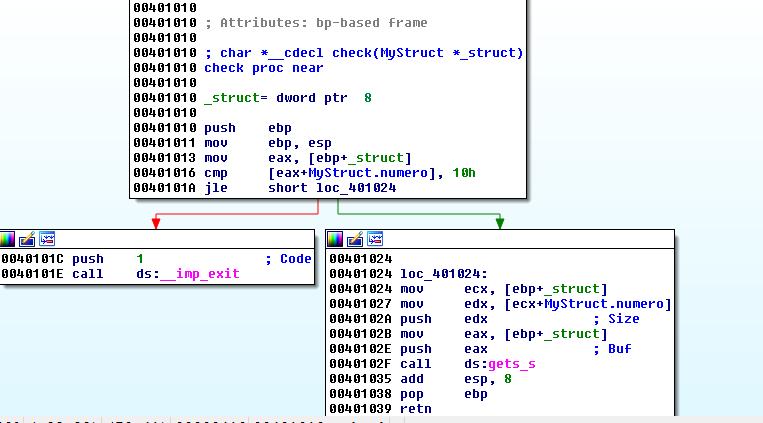 00401010
00401010 ; Attributes: bp-based frame
00401010
00401010 ; char *__cdecl check(MyStruct *_struct)
00401010 check proc near
00401010
00401010 _struct= dword ptr  8
00401010
00401010 push    ebp
00401011 mov     ebp, esp
00401013 mov     eax, [ebp+_struct]
00401016 cmp     [eax+MyStruct.numero], 10h
0040101A jle     short loc_401024
0040101C push    1               ; Code
0040101E call    ds:__imp_exit
00401024
00401024 loc_401024:
00401024 mov     ecx, [ebp+_struct]
00401027 mov     edx, [ecx+MyStruct.numero]
0040102A push    edx             ; Size
0040102B mov     eax, [ebp+_struct]
0040102E push    eax             ; Buf
0040102F call    ds:gets_s
00401035 add     esp, 8
00401038 pop     ebp
00401039 retn